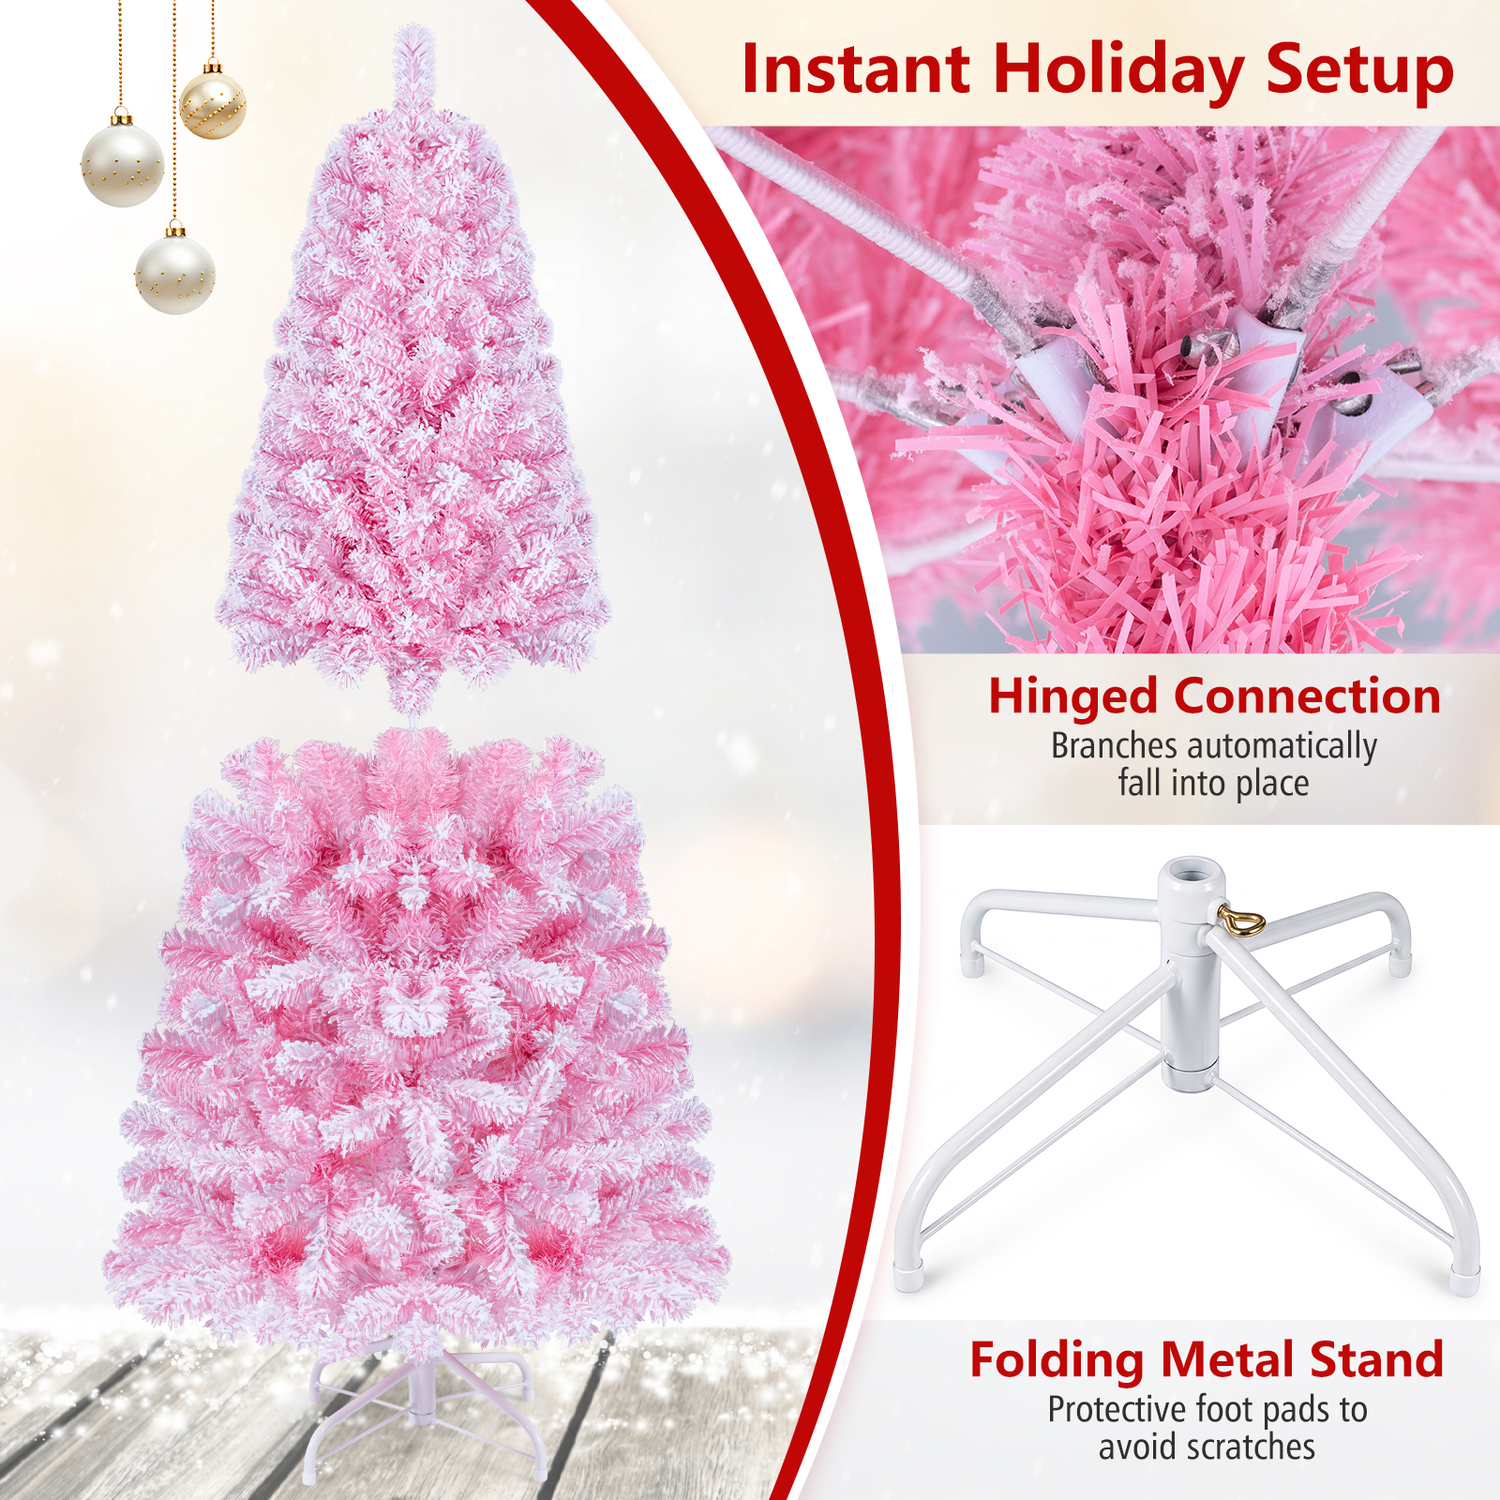 Instant Holiday Setup
Hinged Connection
Branches automatically
fall into place
Folding Metal Stand
Protective foot pads to
avoid scratches